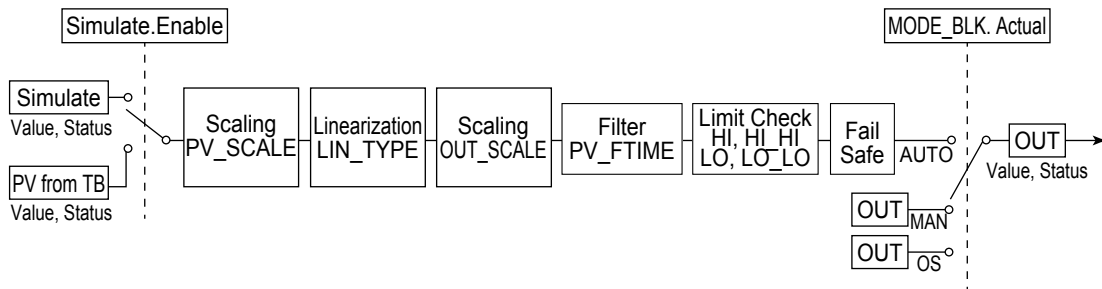 Simulate.Enable
MODE_BLK. Actual
Simulate
Value, Status
PV from TB
Value, Status
Scaling
PV_SCALE
Linearization
LIN_TYPE
Scaling
OUT_SCALE
Filter
PV_FTIME
Limit Check
HI, HI_HI
LO, LO_LO
Fail
Safe
AUTO
OUT
Value, Status
OUT
MAN
OUT
OS